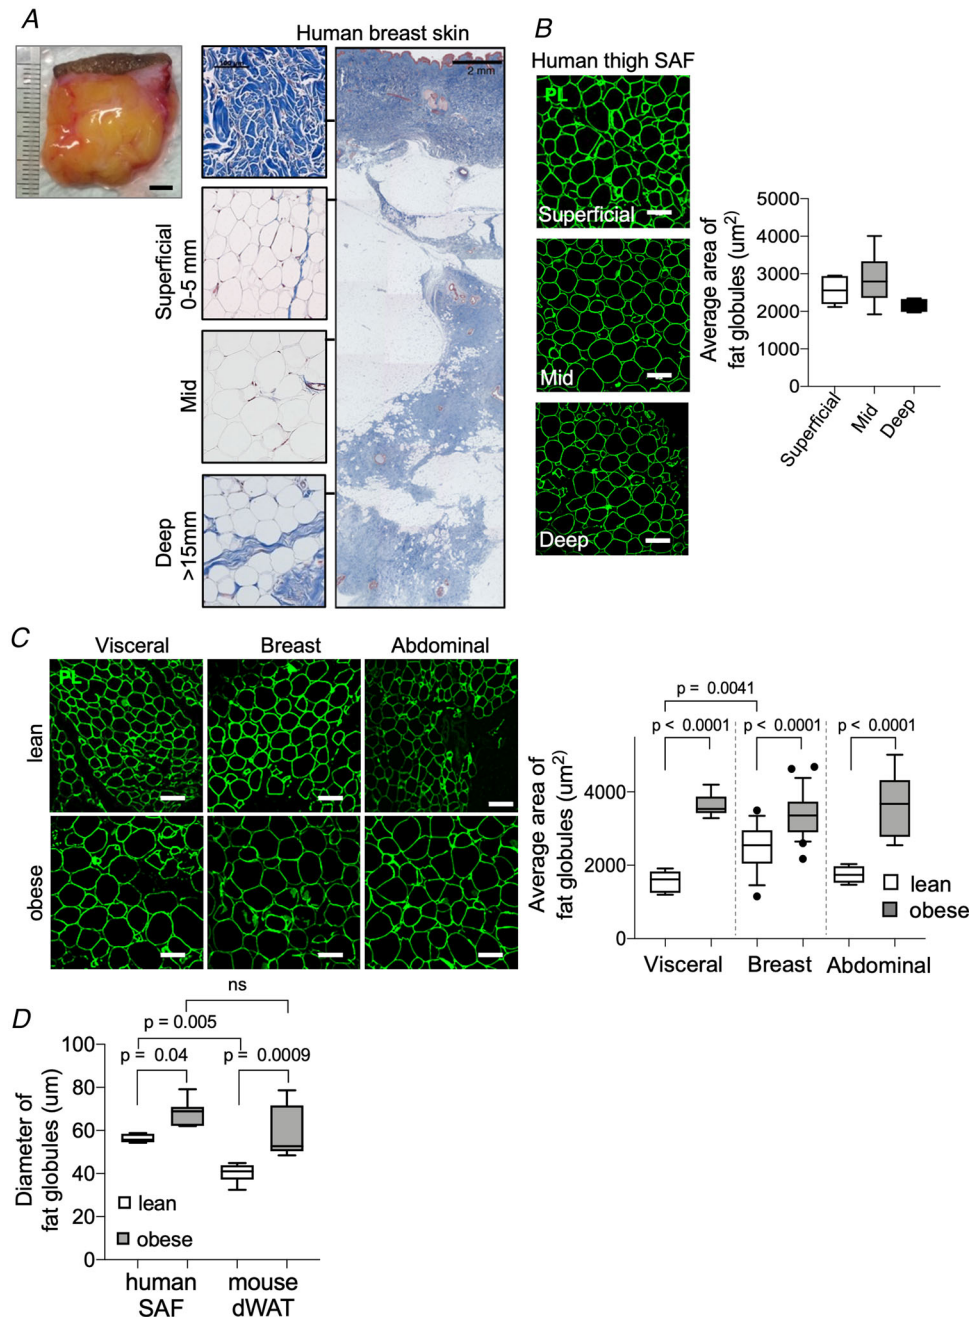 A
Human breast skin
2 mm
Superficial
0-5 mm
Mid
Deep
>15mm
B
Human thigh SAF
PL
Superficial
Mid
Deep
Average area of
fat globules (um²)
5000
4000
3000
2000
1000
0
Superficial
Mid
Deep
C
Visceral
Breast
Abdominal
PL
lean
obese
Average area of
fat globules (um²)
p = 0.0041
p < 0.0001
p < 0.0001
p < 0.0001
4000
2000
0
lean
obese
Visceral
Breast
Abdominal
D
ns
p = 0.005
p = 0.04
p = 0.0009
Diameter of
fat globules (um)
100
80
60
40
20
0
lean
obese
human
SAF
mouse
dWAT